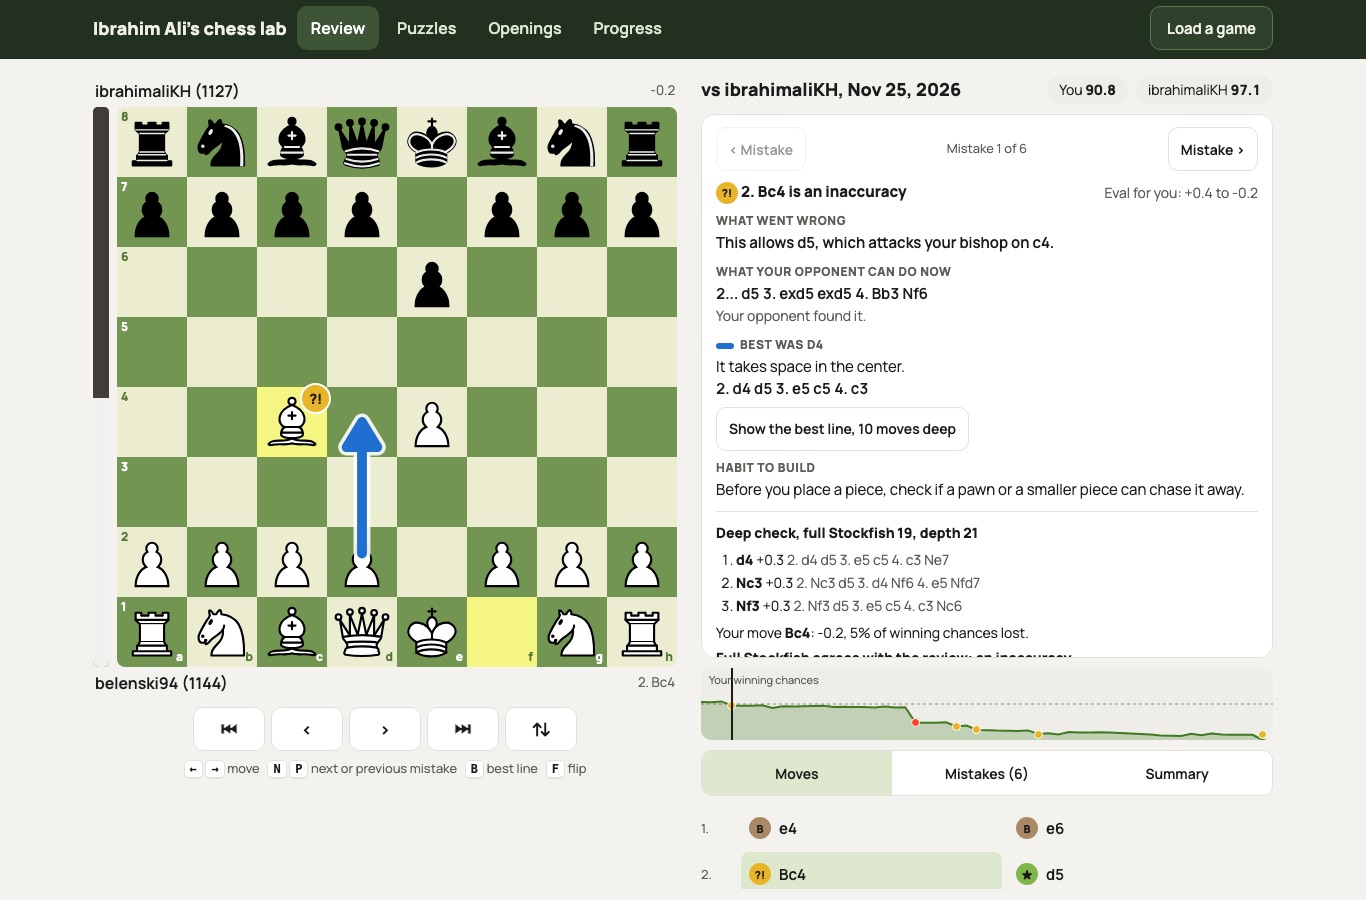 Ibrahim Ali's chess lab Review Puzzles Openings Progress Load a game
ibrahimaliKH (1127) -0.2
8
7
6
5
4 ?!
3
2
1 a b c d e f g h
belenski94 (1144) 2. Bc4
← → move N P next or previous mistake B best line F flip
vs ibrahimaliKH, Nov 25, 2026 You 90.8 ibrahimaliKH 97.1
‹ Mistake Mistake 1 of 6 Mistake ›
?! 2. Bc4 is an inaccuracy Eval for you: +0.4 to -0.2
WHAT WENT WRONG
This allows d5, which attacks your bishop on c4.
WHAT YOUR OPPONENT CAN DO NOW
2... d5 3. exd5 exd5 4. Bb3 Nf6
Your opponent found it.
BEST WAS D4
It takes space in the center.
2. d4 d5 3. e5 c5 4. c3
Show the best line, 10 moves deep
HABIT TO BUILD
Before you place a piece, check if a pawn or a smaller piece can chase it away.
Deep check, full Stockfish 19, depth 21
1. d4 +0.3 2. d4 d5 3. e5 c5 4. c3 Ne7
2. Nc3 +0.3 2. Nc3 d5 3. d4 Nf6 4. e5 Nfd7
3. Nf3 +0.3 2. Nf3 d5 3. e5 c5 4. c3 Nc6
Your move Bc4: -0.2, 5% of winning chances lost.
Full Stockfish agrees with the review: an inaccuracy.
Your winning chances
Moves Mistakes (6) Summary
1. B e4 B e6
2. ?! Bc4 d5